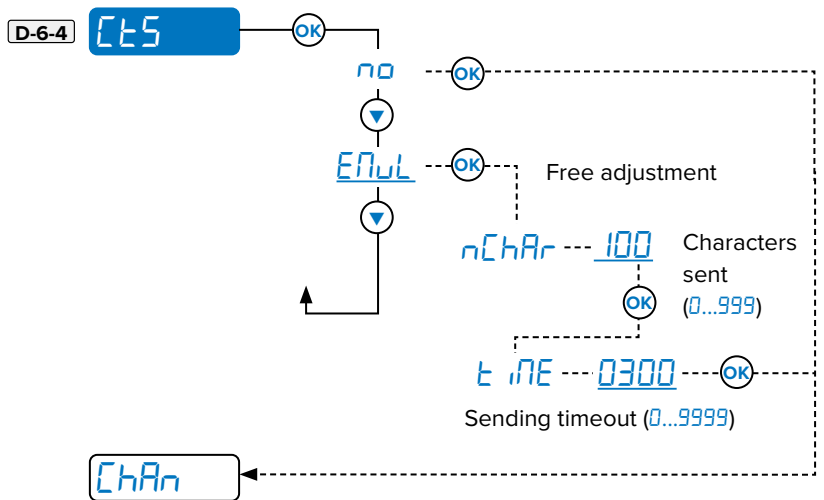 D-6-4 CtS OK
no OK
▼
EMuL OK Free adjustment
▼
nChAr 100 Characters
sent
OK (0...999)
tiME 0300 OK
Sending timeout (0...9999)
ChAn